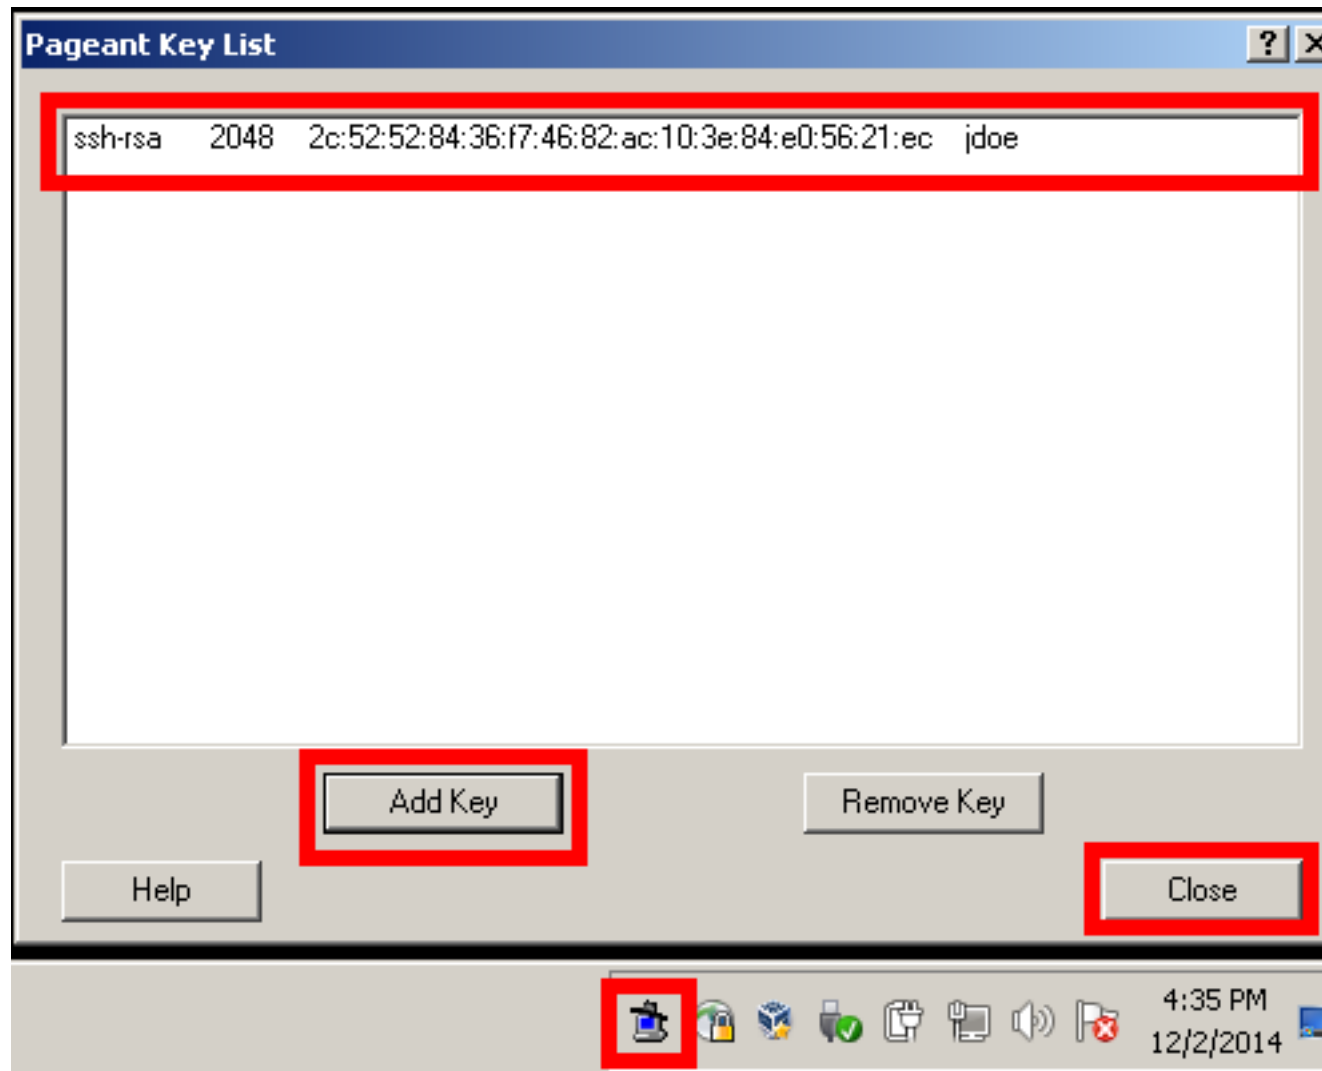 Pageant Key List
ssh-rsa 2048 2c:52:52:84:36:f7:46:82:ac:10:3e:84:e0:56:21:ec jdoe
Add Key
Remove Key
Help
Close
4:35 PM
12/2/2014